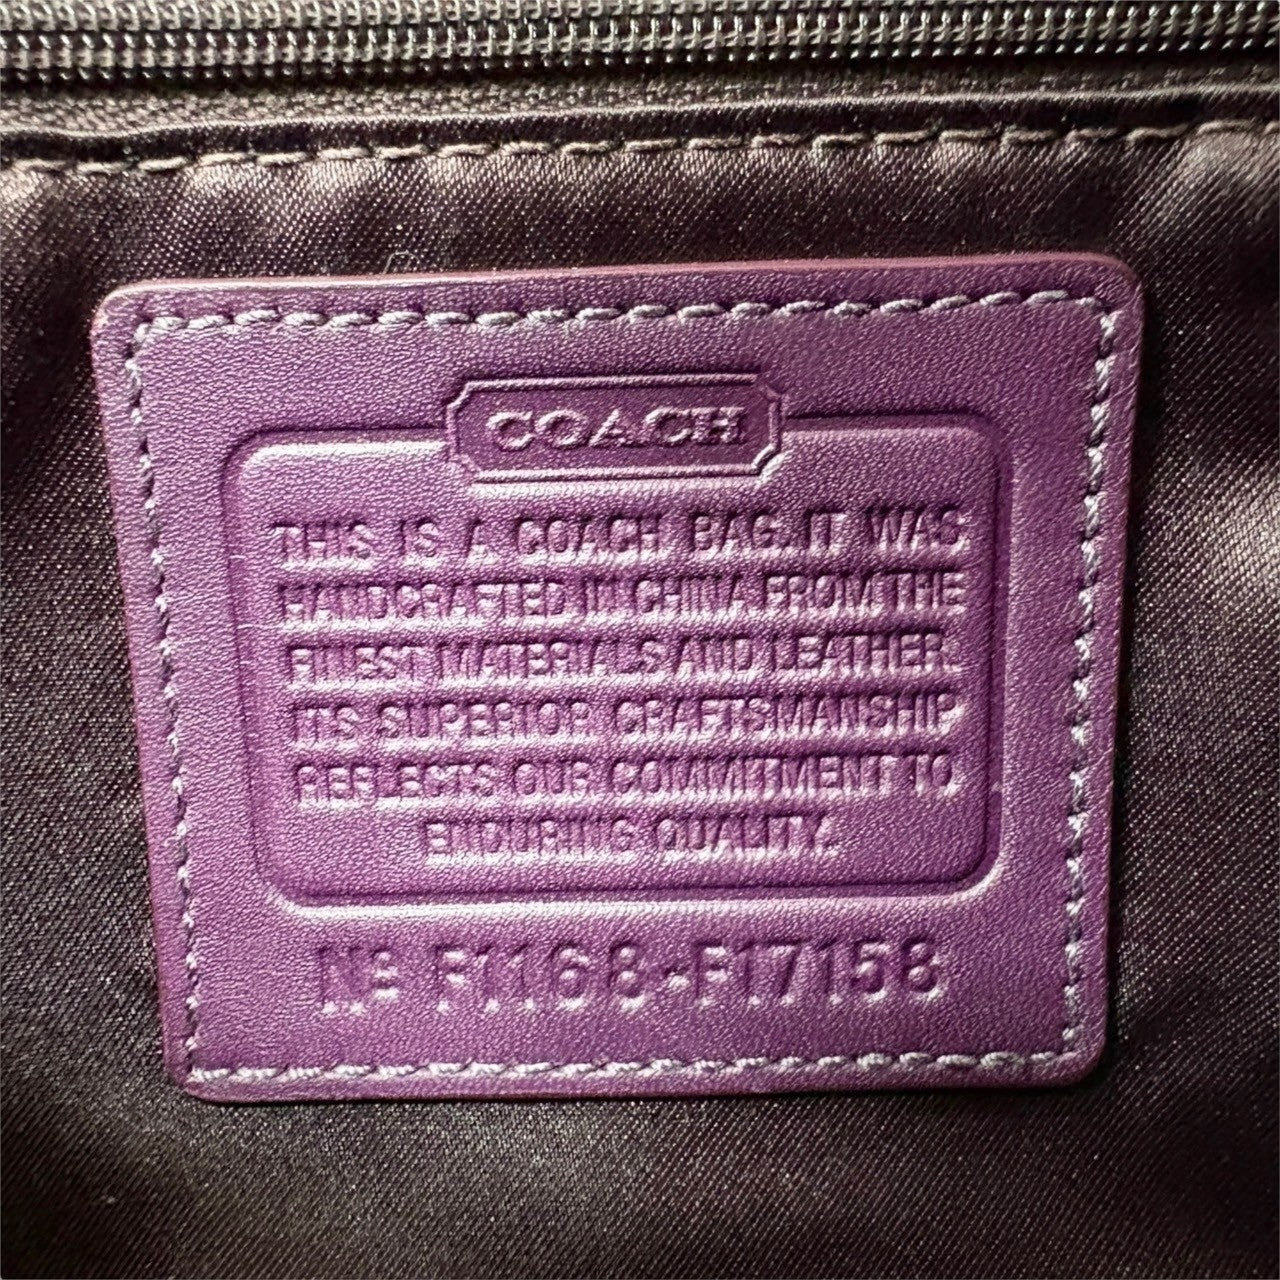 COACH
THIS IS A COACH BAG. IT WAS
HANDCRAFTED IN CHINA FROM THE
FINEST MATERIALS AND LEATHER.
ITS SUPERIOR CRAFTSMANSHIP
REFLECTS OUR COMMITMENT TO
ENDURING QUALITY.
Nº F1168-F17158